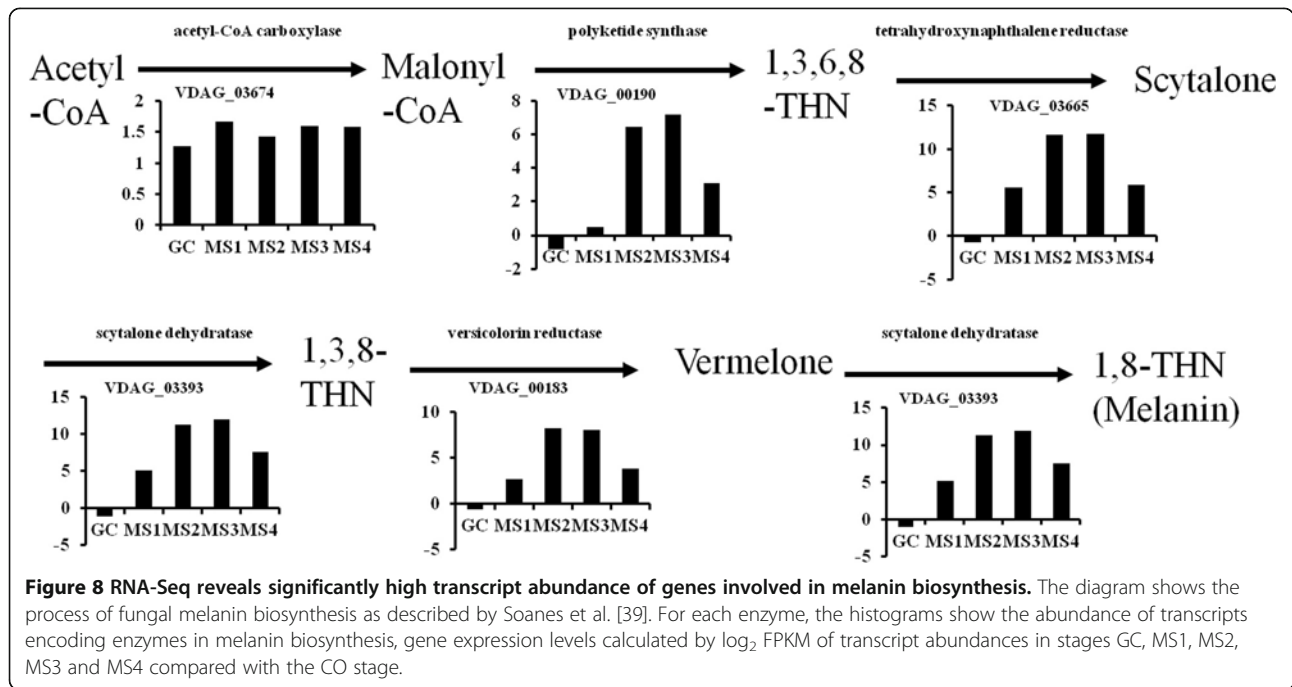 acetyl-CoA carboxylase
polyketide synthase
tetrahydroxynaphthalene reductase
Acetyl
-CoA
Malonyl
-CoA
1,3,6,8
-THN
Scytalone
VDAG_03674
2
1.5
1
0.5
0
GC MS1 MS2 MS3 MS4
VDAG_00190
8
6
4
2
0
-2
GC MS1 MS2 MS3 MS4
VDAG_03665
15
10
5
0
-5
GC MS1 MS2 MS3 MS4
scytalone dehydratase
versicolorin reductase
scytalone dehydratase
1,3,8-
THN
Vermelone
1,8-THN
(Melanin)
VDAG_03393
15
10
5
0
-5
GC MS1 MS2 MS3 MS4
VDAG_00183
10
5
0
-5
GC MS1 MS2 MS3 MS4
VDAG_03393
15
10
5
0
-5
GC MS1 MS2 MS3 MS4
Figure 8 RNA-Seq reveals significantly high transcript abundance of genes involved in melanin biosynthesis. The diagram shows the
process of fungal melanin biosynthesis as described by Soanes et al. [39]. For each enzyme, the histograms show the abundance of transcripts
encoding enzymes in melanin biosynthesis, gene expression levels calculated by log₂ FPKM of transcript abundances in stages GC, MS1, MS2,
MS3 and MS4 compared with the CO stage.